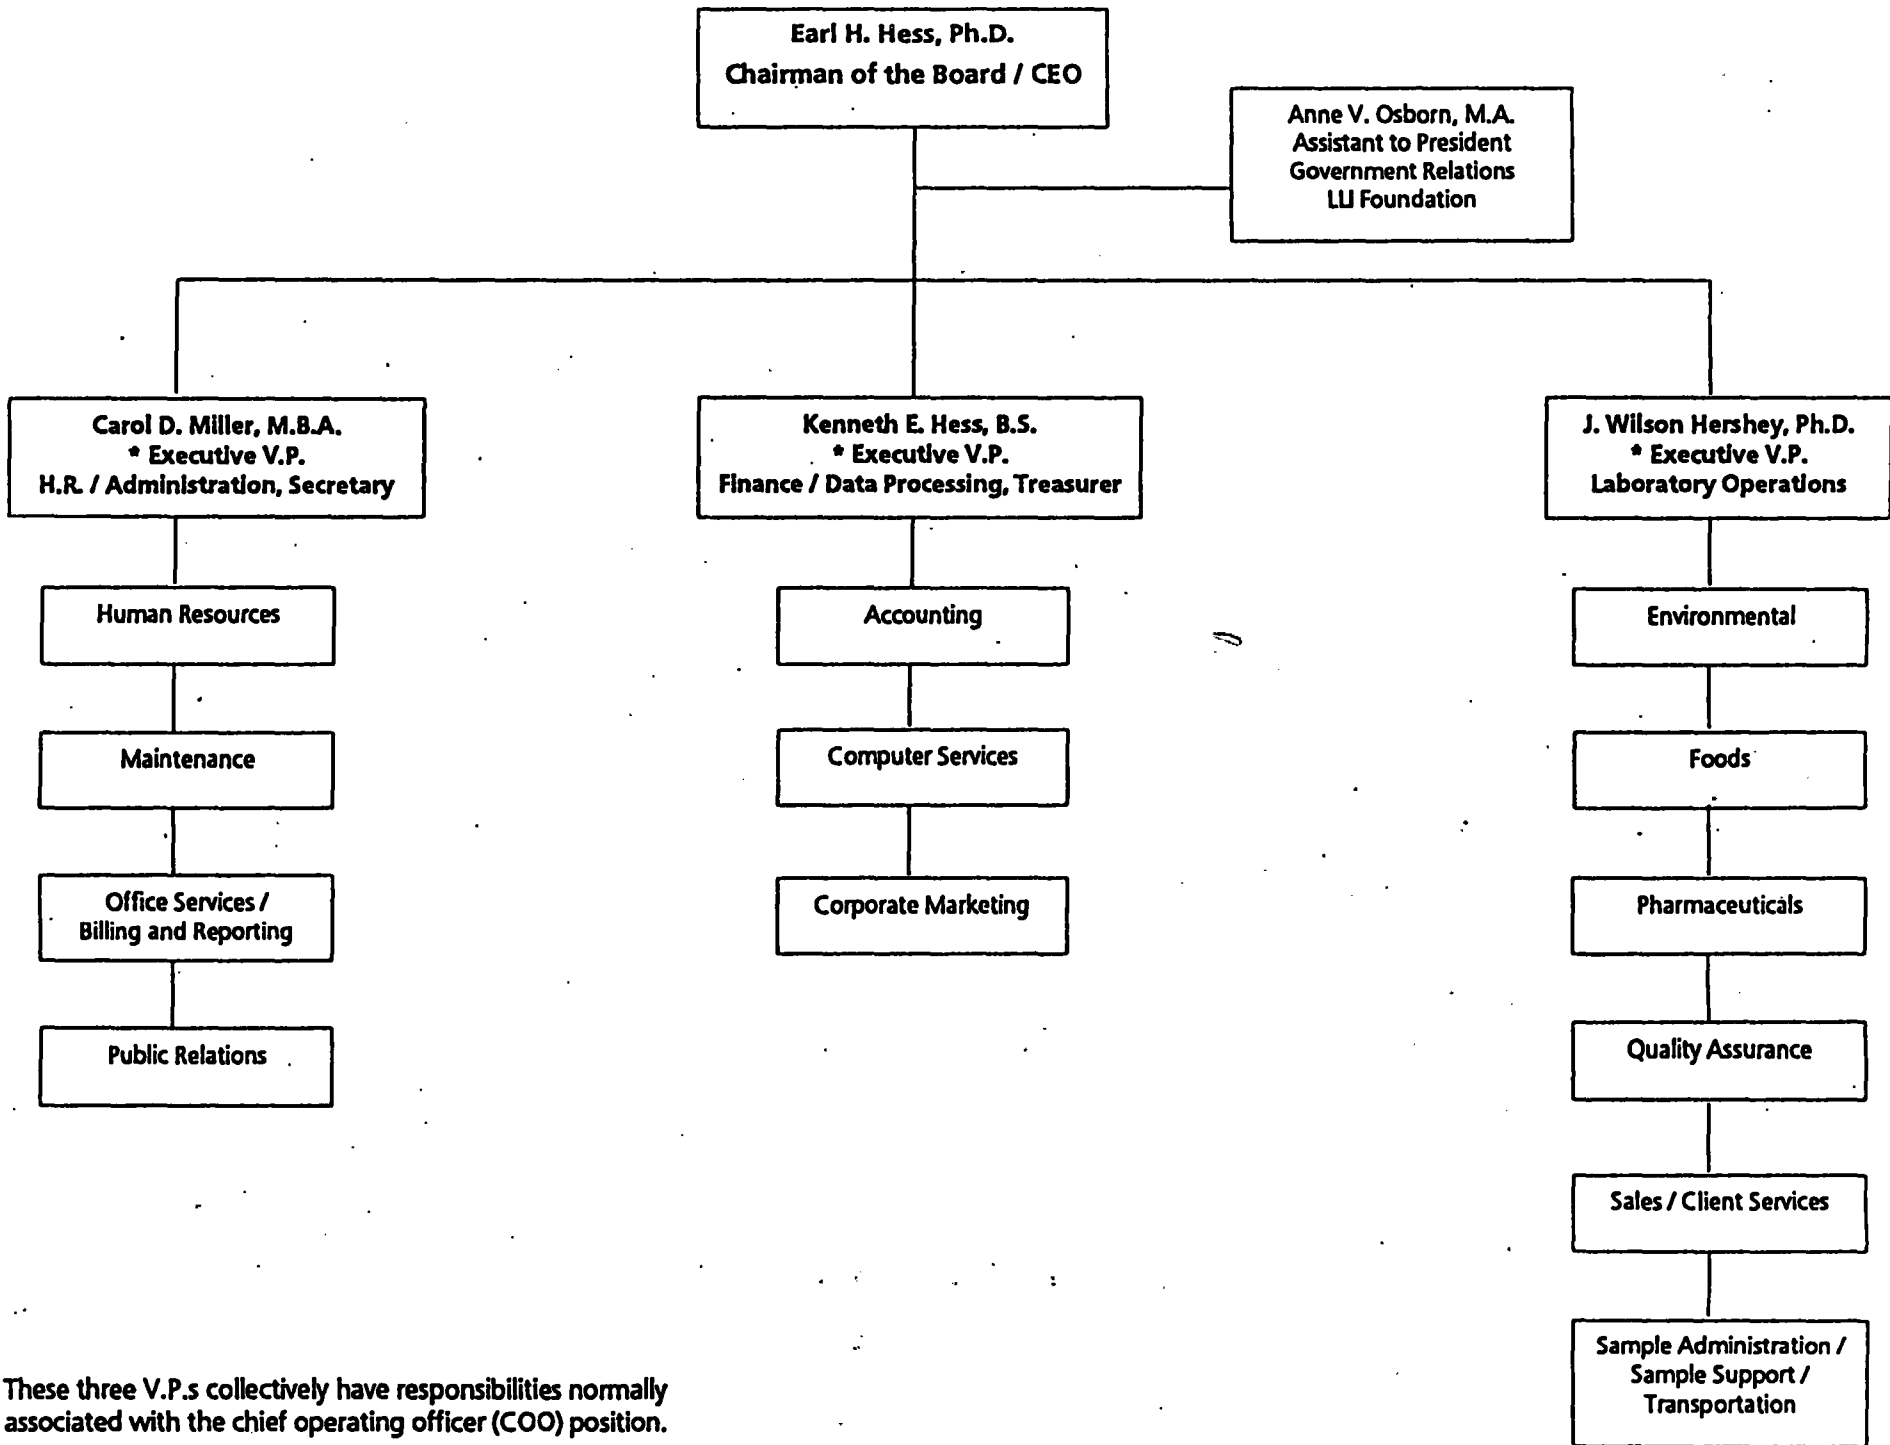 Earl H. Hess, Ph.D.
Chairman of the Board / CEO
Anne V. Osborn, M.A.
Assistant to President
Government Relations
LLI Foundation
Carol D. Miller, M.B.A.
* Executive V.P.
H.R. / Administration, Secretary
Kenneth E. Hess, B.S.
* Executive V.P.
Finance / Data Processing, Treasurer
J. Wilson Hershey, Ph.D.
* Executive V.P.
Laboratory Operations
Human Resources
Maintenance
Office Services /
Billing and Reporting
Public Relations
Accounting
Computer Services
Corporate Marketing
Environmental
Foods
Pharmaceuticals
Quality Assurance
Sales / Client Services
Sample Administration /
Sample Support /
Transportation
These three V.P.s collectively have responsibilities normally
associated with the chief operating officer (COO) position.